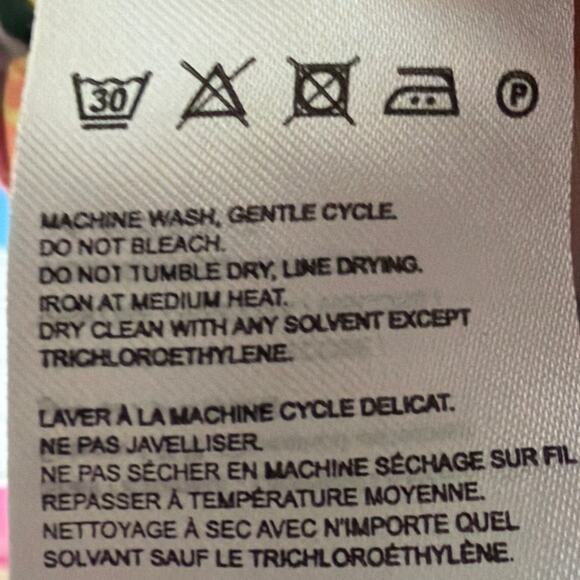 30
P
MACHINE WASH, GENTLE CYCLE.
DO NOT BLEACH.
DO NOT TUMBLE DRY, LINE DRYING.
IRON AT MEDIUM HEAT.
DRY CLEAN WITH ANY SOLVENT EXCEPT
TRICHLOROETHYLENE.
LAVER À LA MACHINE CYCLE DELICAT.
NE PAS JAVELLISER.
NE PAS SÉCHER EN MACHINE SÉCHAGE SUR FIL
REPASSER À TEMPÉRATURE MOYENNE.
NETTOYAGE À SEC AVEC N'IMPORTE QUEL
SOLVANT SAUF LE TRICHLOROÉTHYLÈNE.